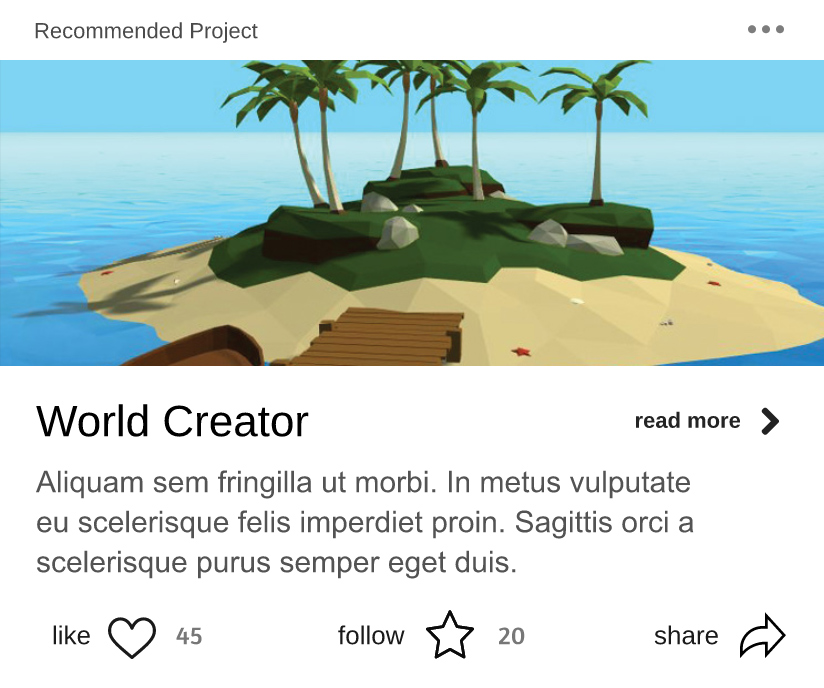 Recommended Project
World Creator
read more
Aliquam sem fringilla ut morbi. In metus vulputate
eu scelerisque felis imperdiet proin. Sagittis orci a
scelerisque purus semper eget duis.
like 45 follow 20 share